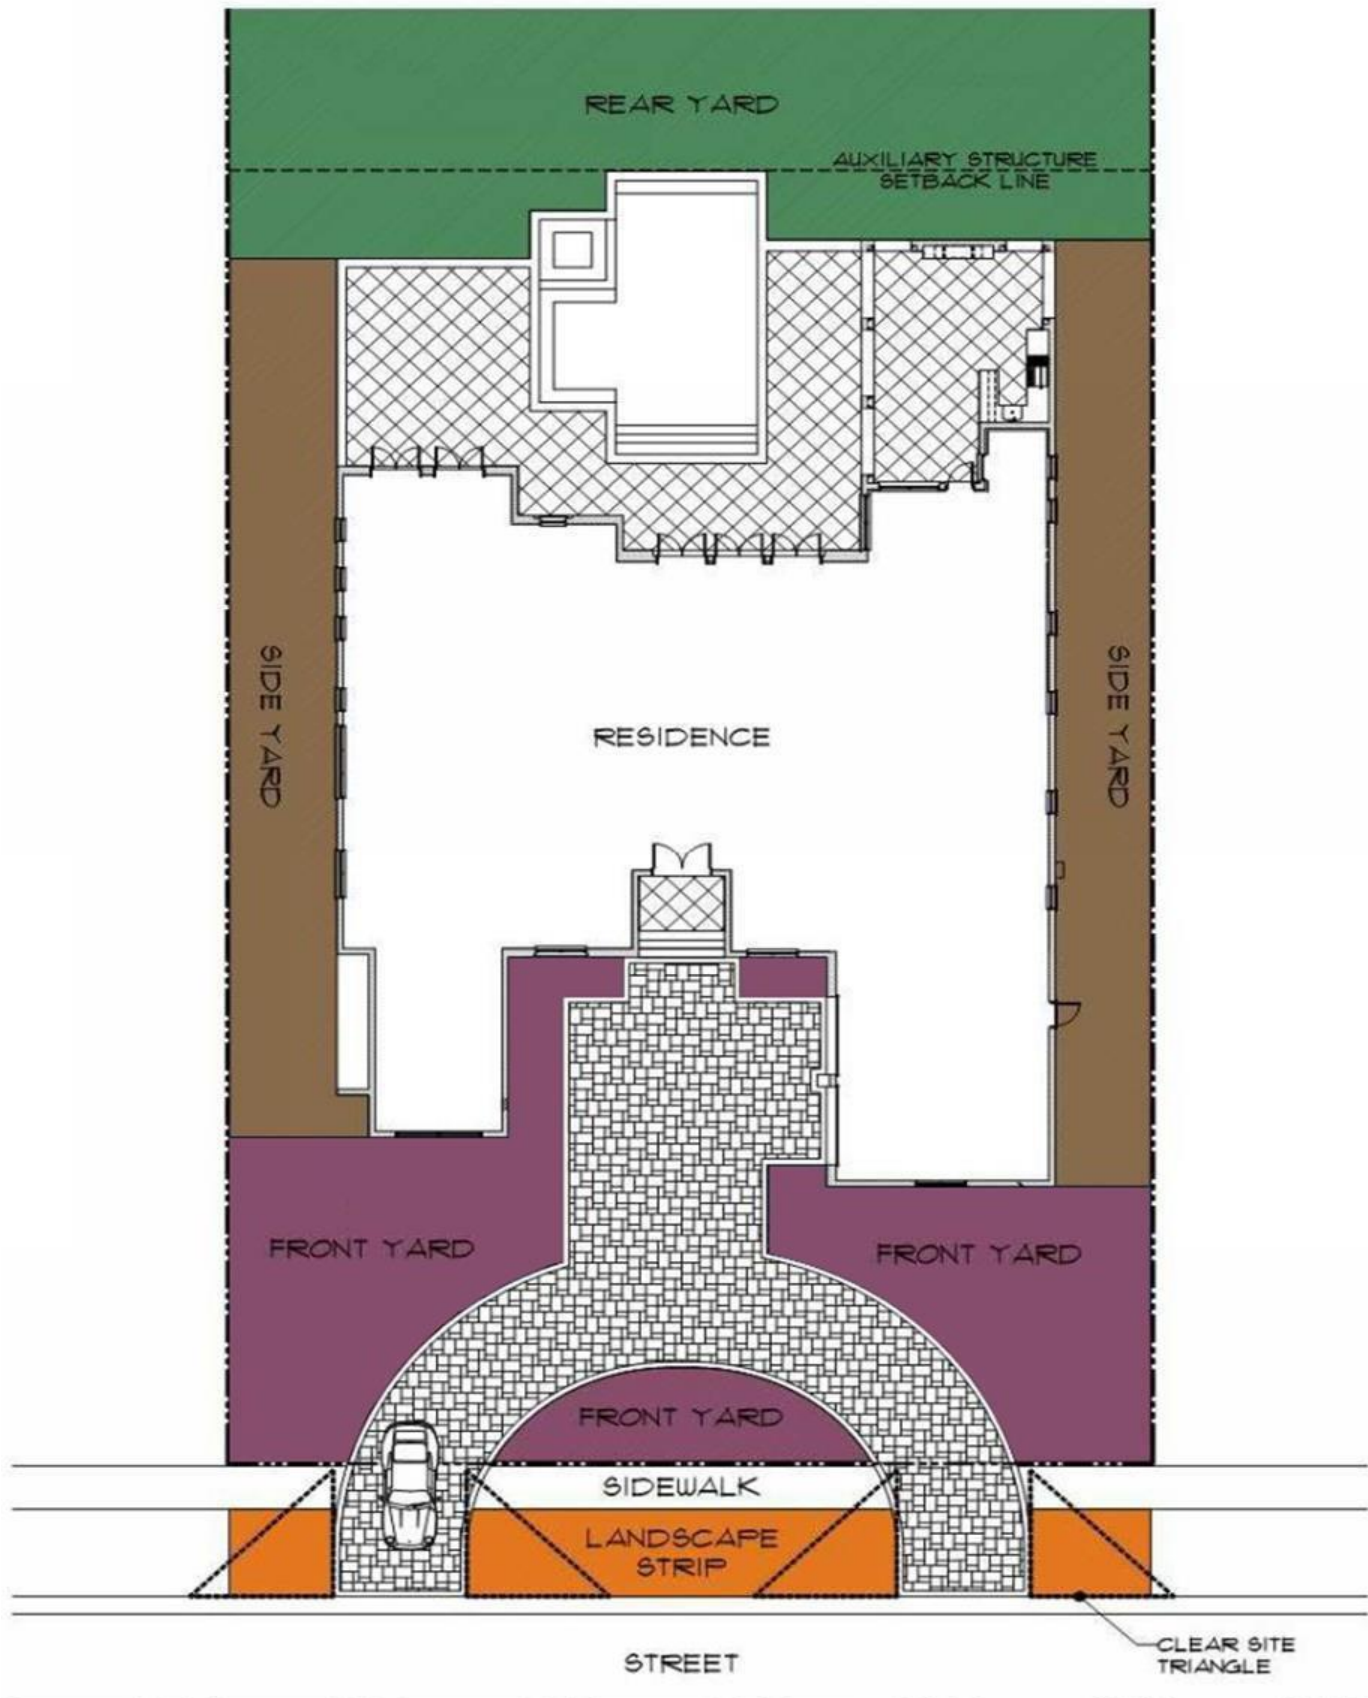 REAR YARD
AUXILIARY STRUCTURE
SETBACK LINE
SIDE YARD
SIDE YARD
RESIDENCE
FRONT YARD
FRONT YARD
FRONT YARD
SIDEWALK
LANDSCAPE
STRIP
CLEAR SITE
TRIANGLE
STREET